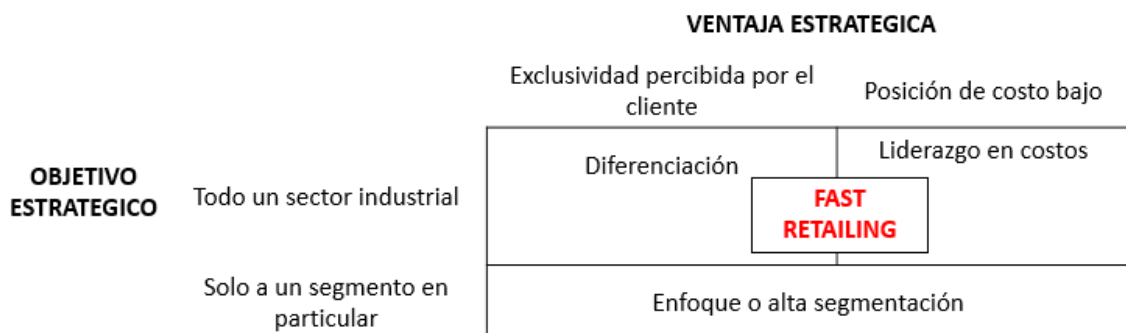 VENTAJA ESTRATEGICA
Exclusividad percibida por el
cliente
Posición de costo bajo
OBJETIVO
ESTRATEGICO
Todo un sector industrial
Diferenciación
Liderazgo en costos
FAST
RETAILING
Solo a un segmento en
particular
Enfoque o alta segmentación